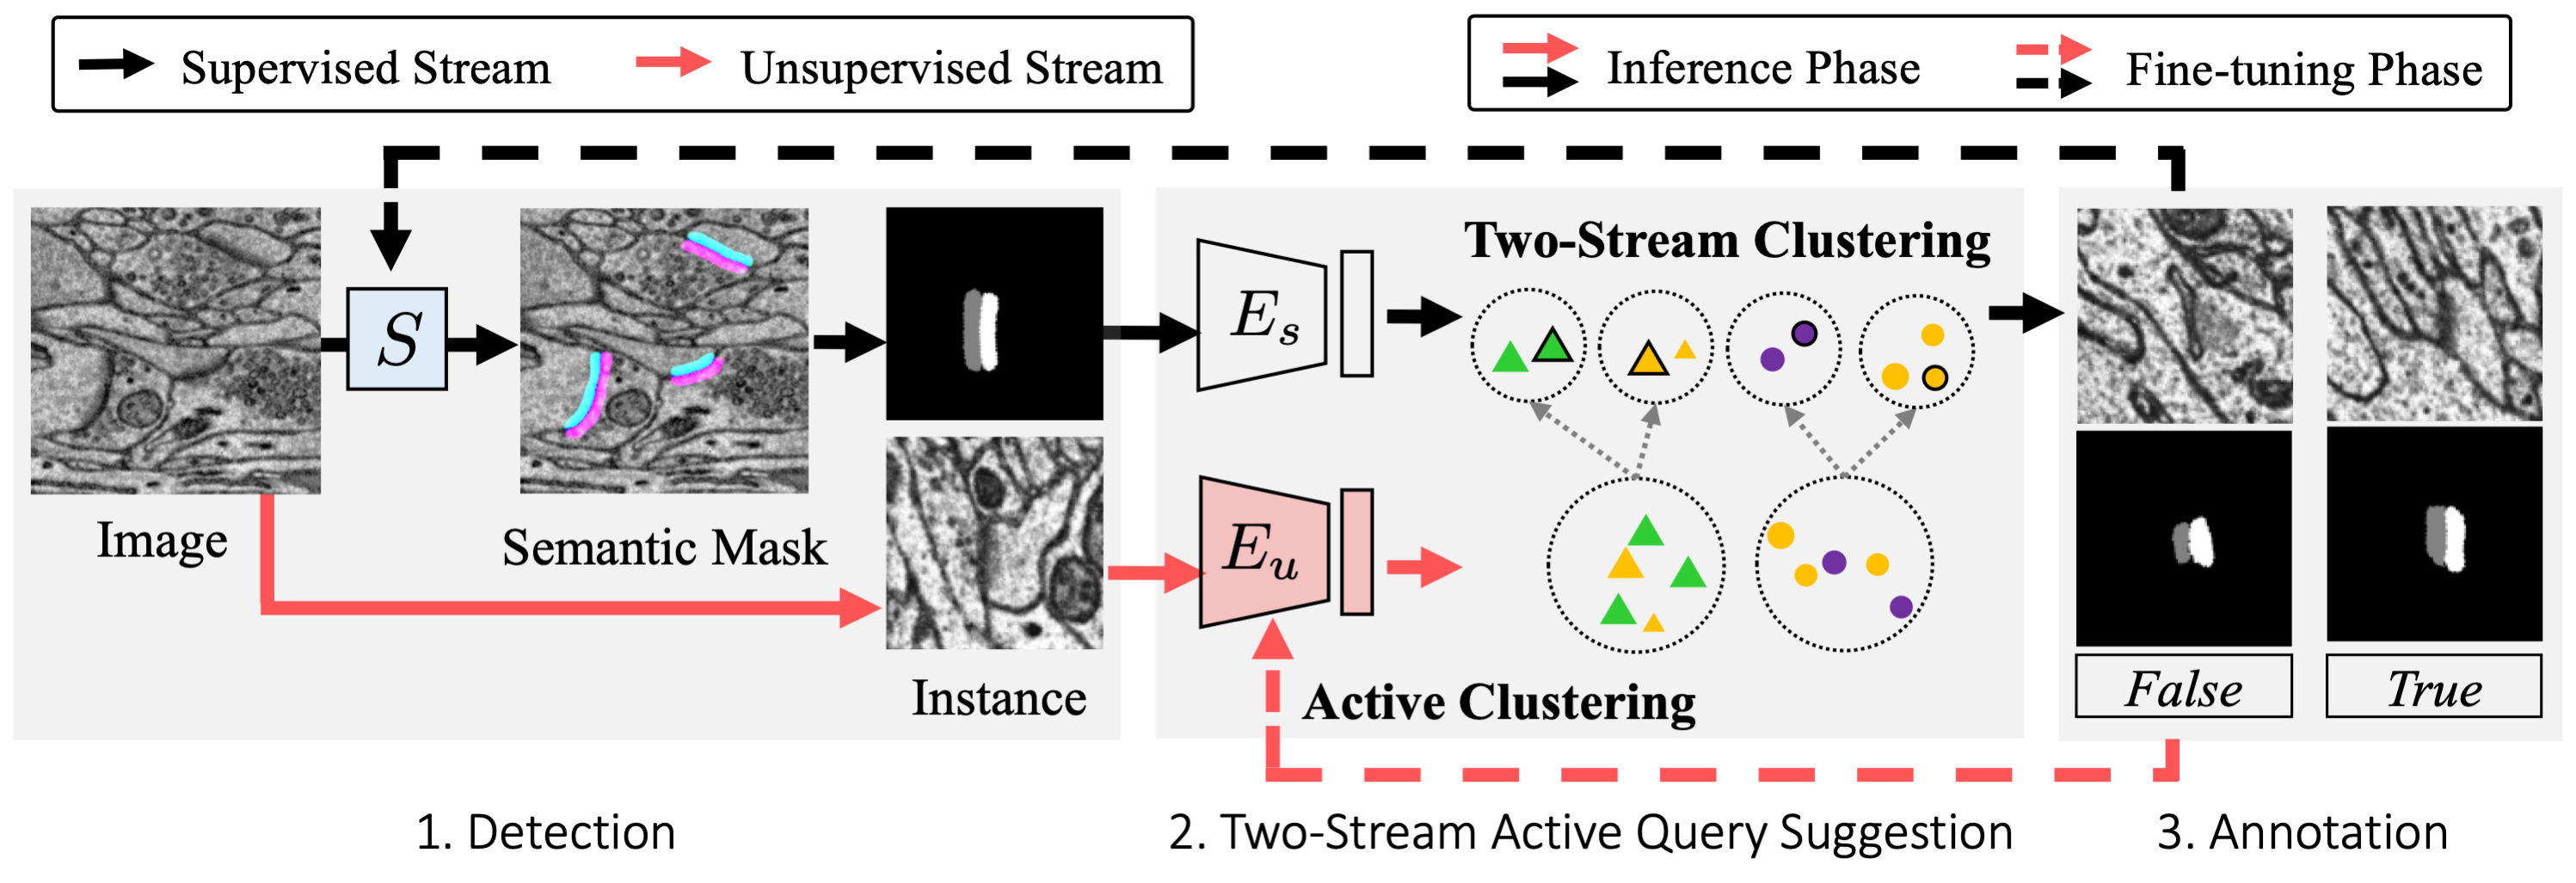 Supervised Stream
Unsupervised Stream
Inference Phase
Fine-tuning Phase
S
Image
Semantic Mask
Instance
E_s
E_u
Two-Stream Clustering
Active Clustering
False
True
1. Detection
2. Two-Stream Active Query Suggestion
3. Annotation